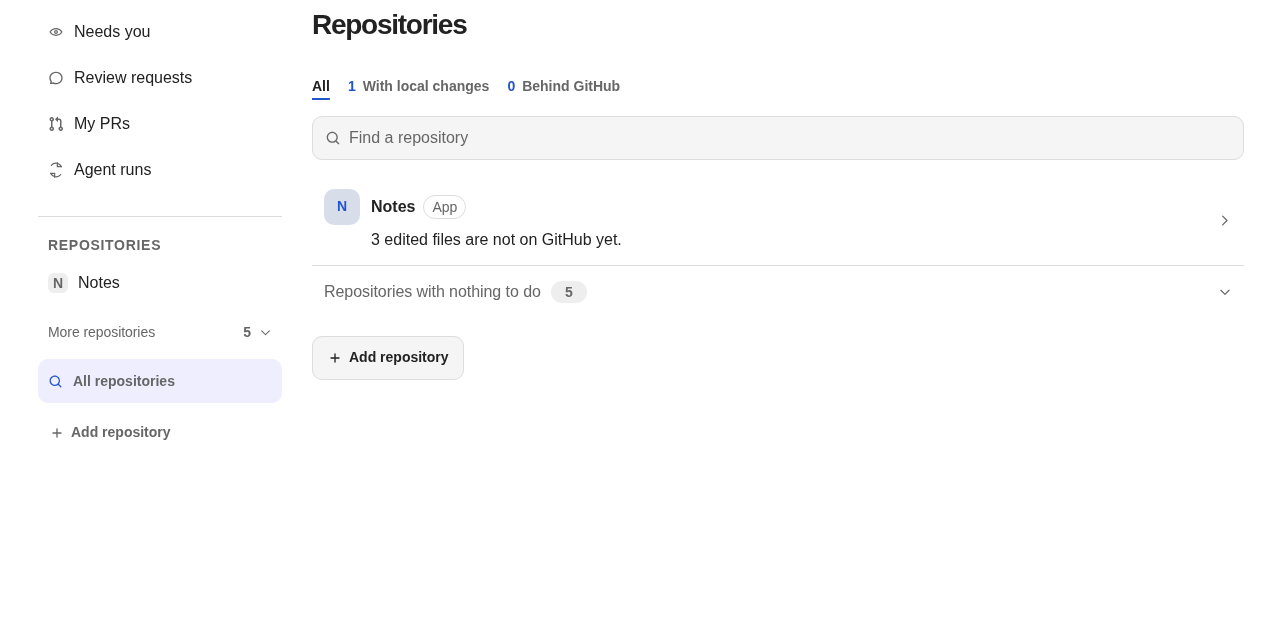 Needs you
Review requests
My PRs
Agent runs
REPOSITORIES
N Notes
More repositories 5
All repositories
Add repository
Repositories
All 1 With local changes 0 Behind GitHub
Find a repository
N Notes App
3 edited files are not on GitHub yet.
Repositories with nothing to do 5
Add repository